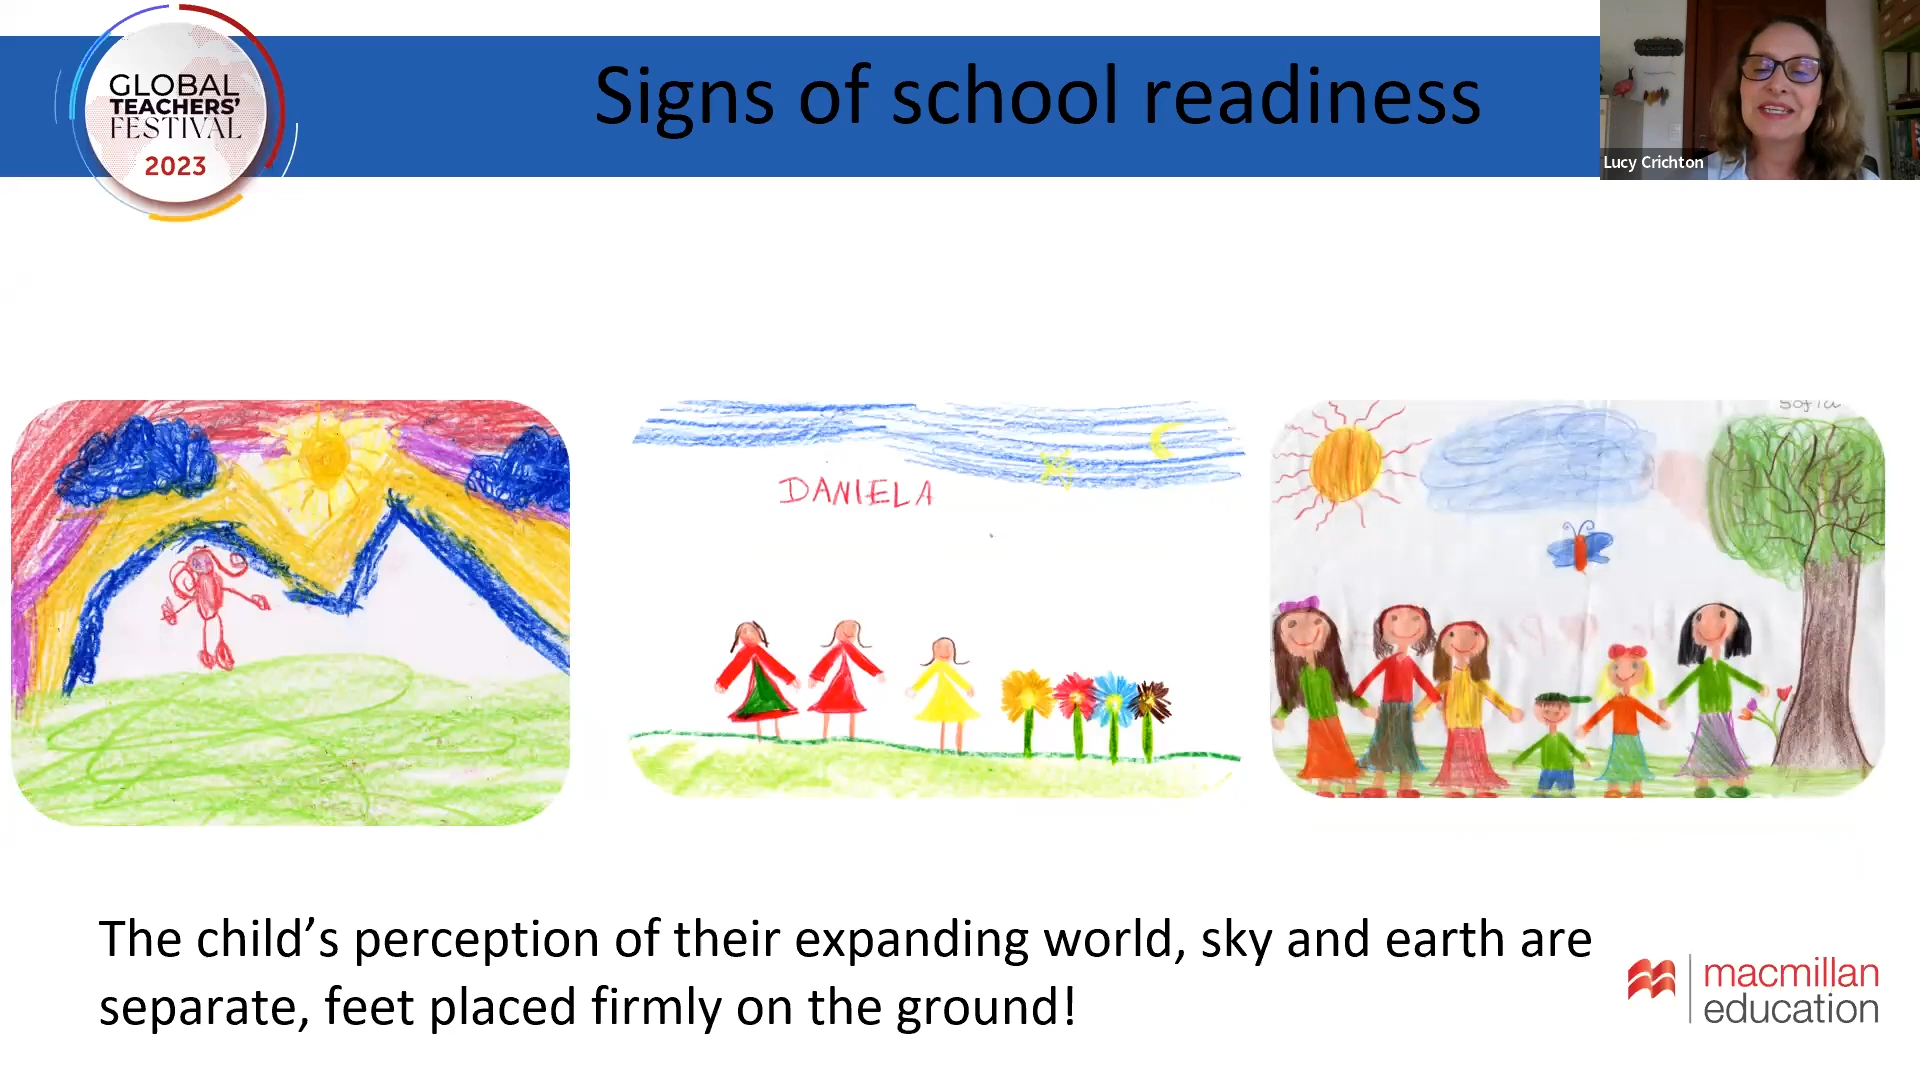 GLOBAL
TEACHERS'
FESTIVAL
2023
Signs of school readiness
Lucy Crichton
DANIELA
Sofia
The child’s perception of their expanding world, sky and earth are
separate, feet placed firmly on the ground!
macmillan
education